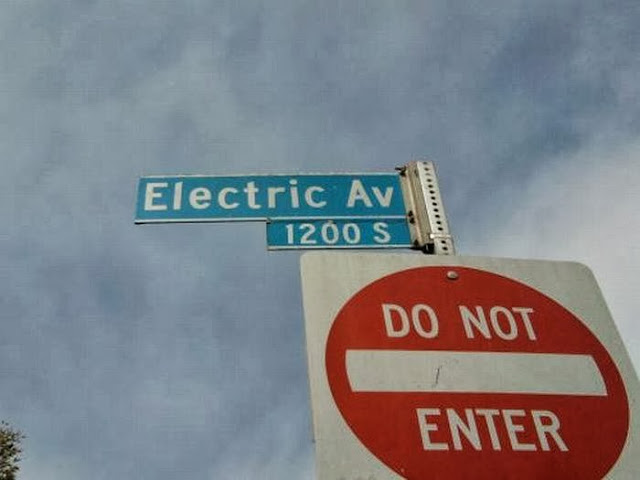 Electric Av
1200 S
DO NOT
ENTER